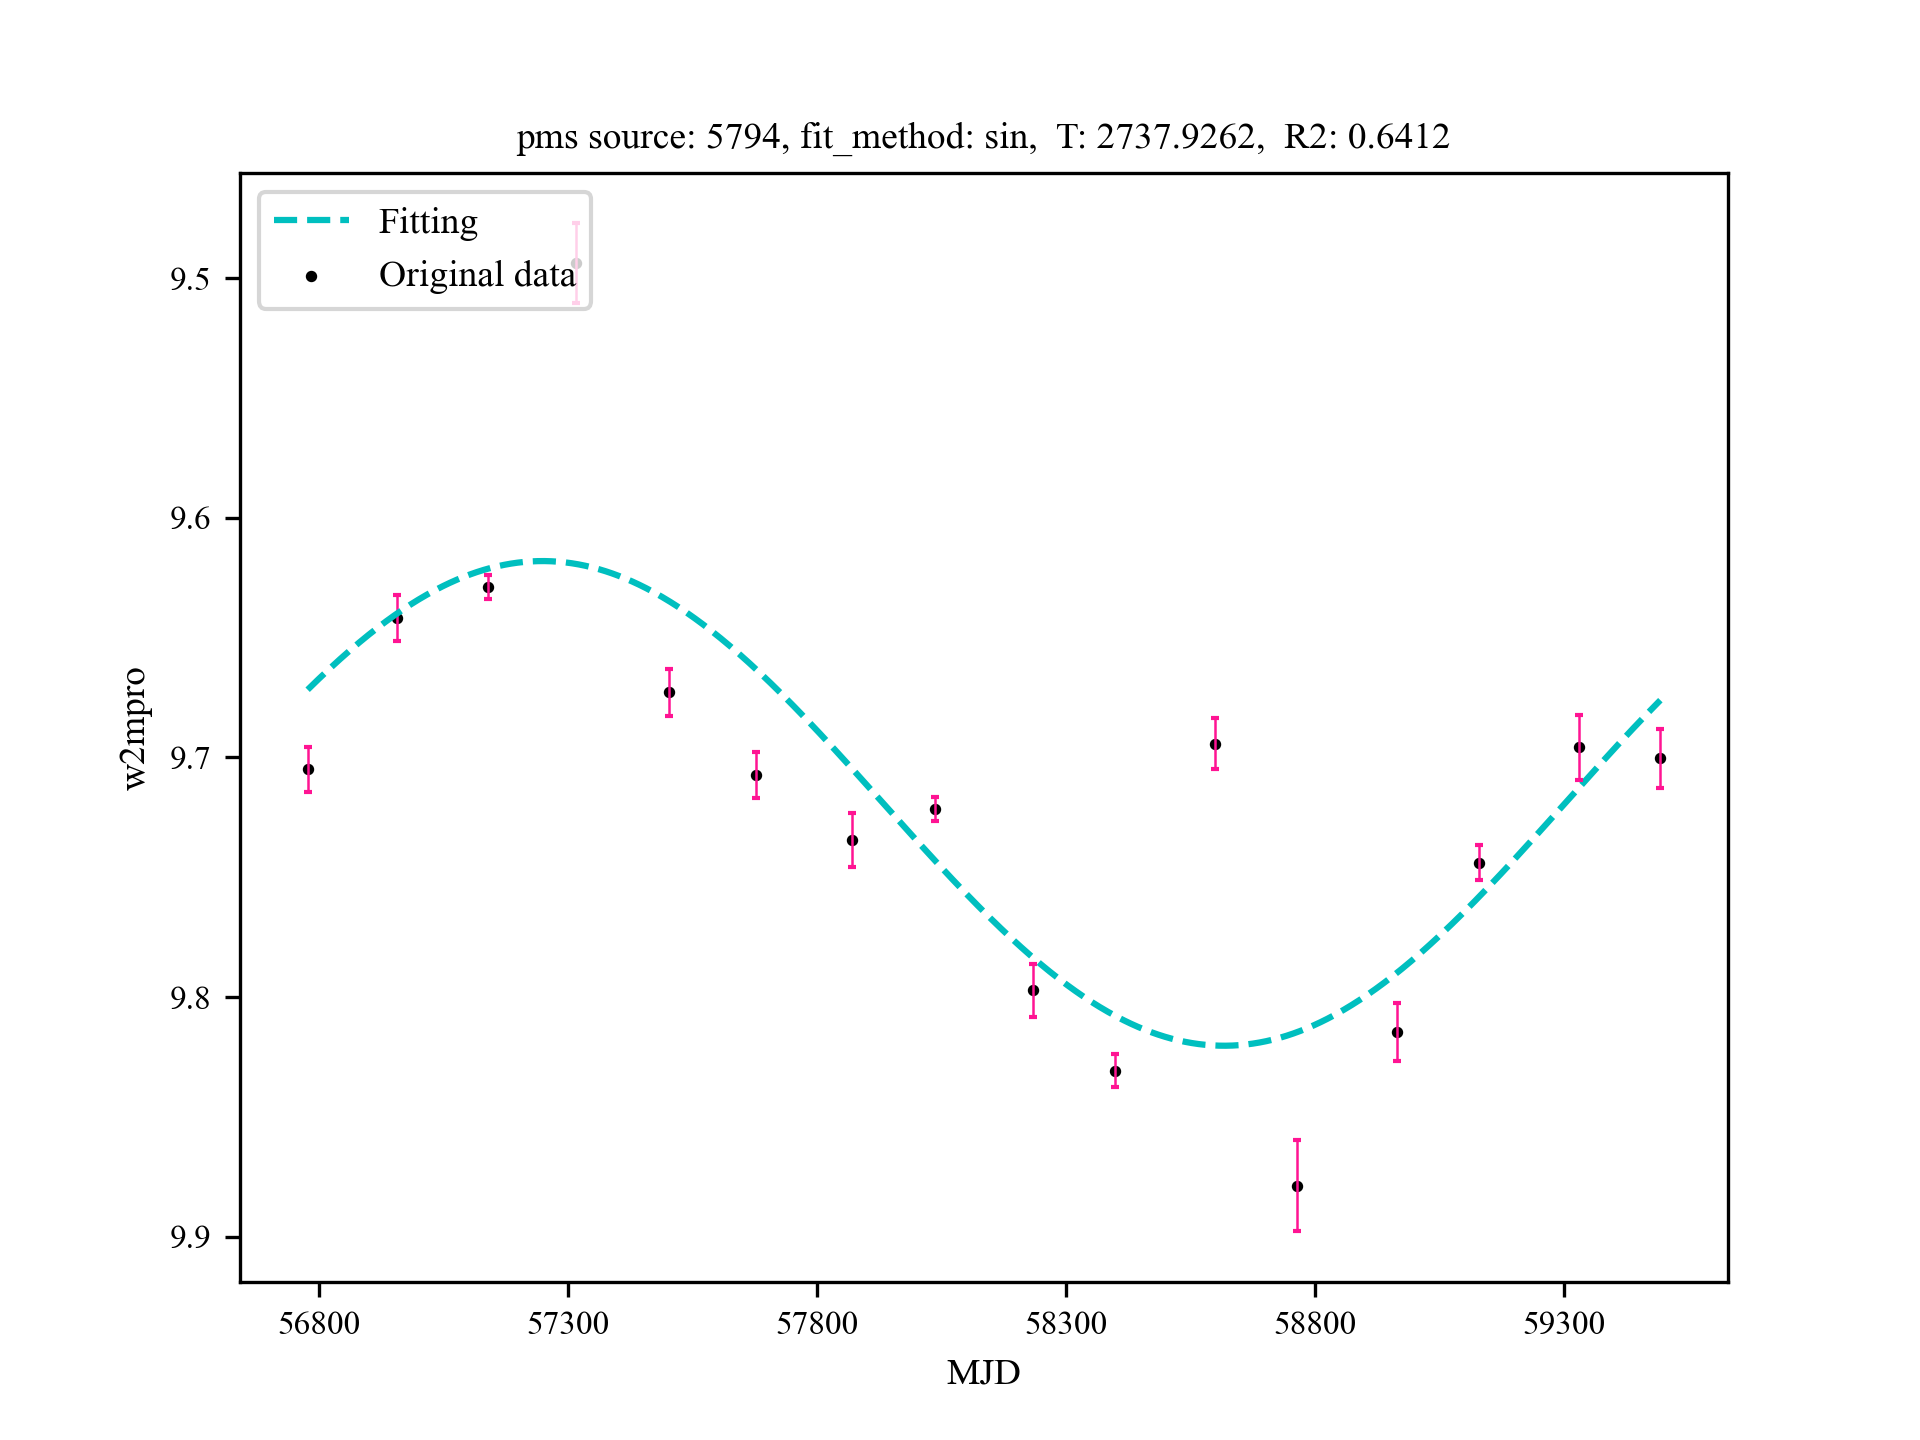 pms source: 5794, fit_method: sin,  T: 2737.9262,  R2: 0.6412
Fitting
Original data
9.5
9.6
9.7
9.8
9.9
w2mpro
56800
57300
57800
58300
58800
59300
MJD